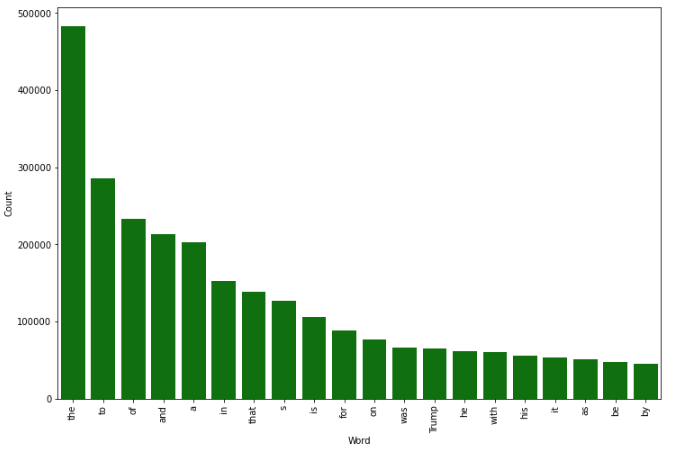 500000
400000
300000
200000
100000
0
Count
the to of and a in that s is for on was Trump he with his it as be by
Word